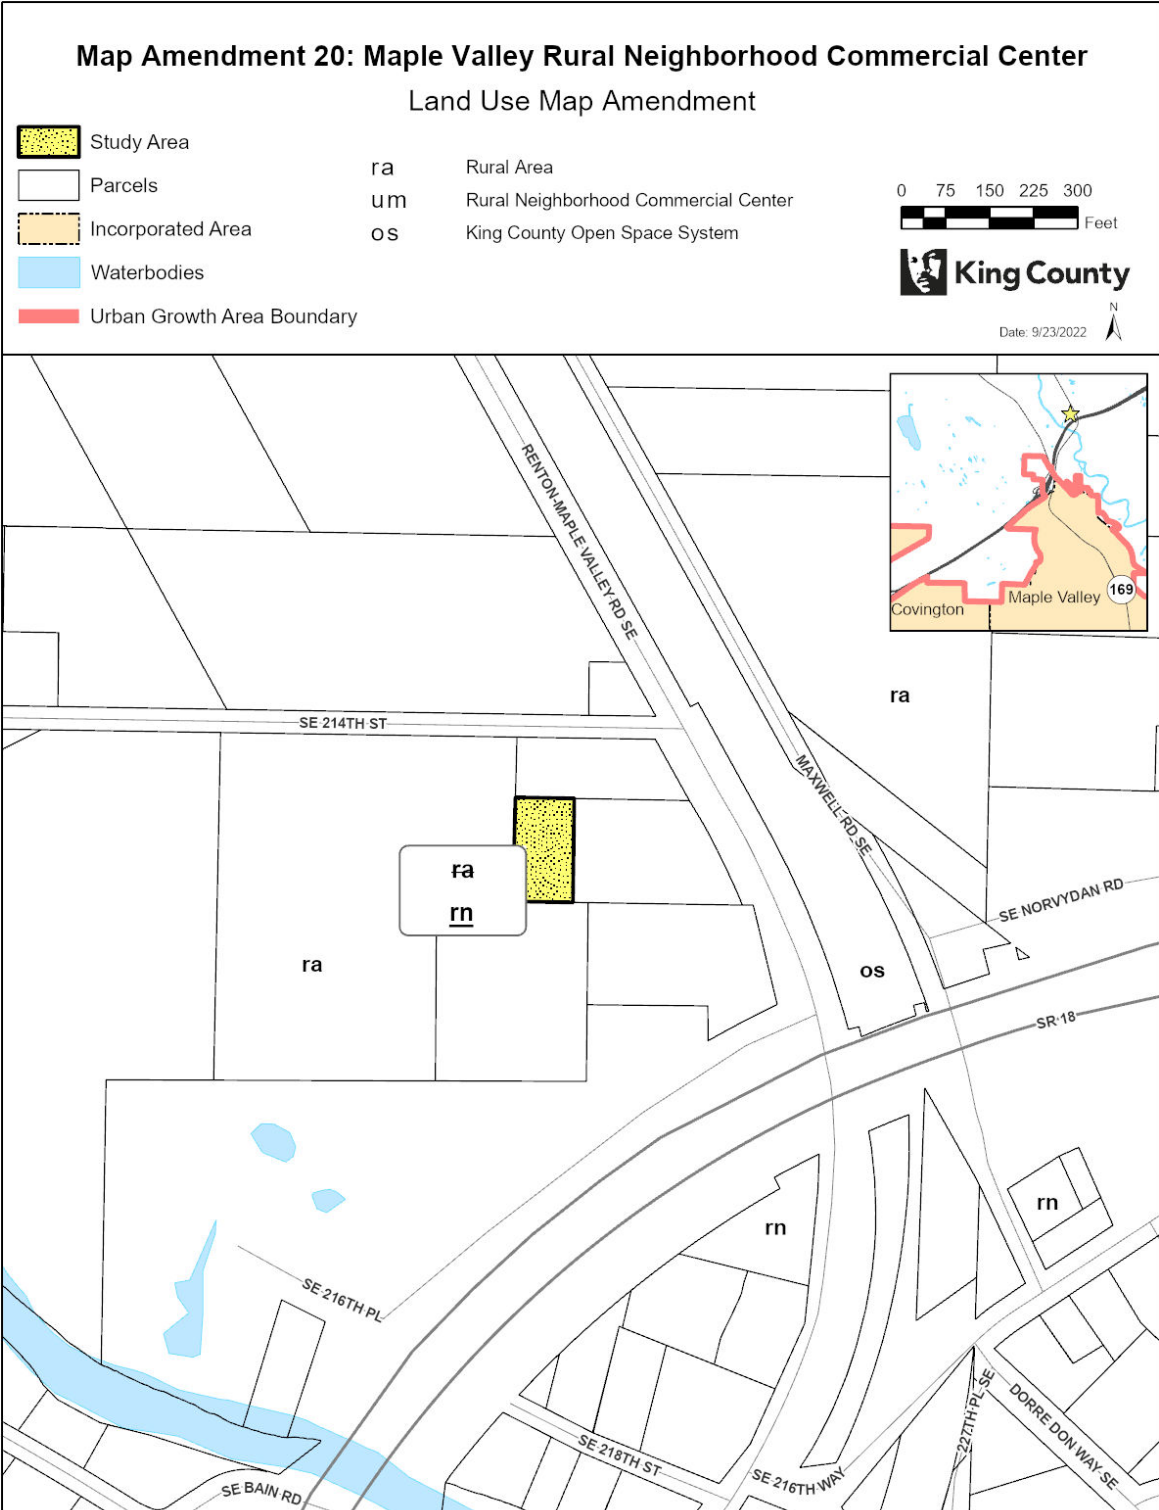 Map Amendment 20: Maple Valley Rural Neighborhood Commercial Center
Land Use Map Amendment
Study Area
Parcels
Incorporated Area
Waterbodies
Urban Growth Area Boundary
ra Rural Area
um Rural Neighborhood Commercial Center
os King County Open Space System
0 75 150 225 300
Feet
King County
N
Date: 9/23/2022
Covington
Maple Valley
169
RENTON-MAPLE VALLEY RD SE
ra
SE 214TH ST
MAXWELL RD SE
ra
rn
SE NORVYDAN RD
ra
os
SR 18
rn
rn
SE 216TH PL
227TH PL SE
DORRE DON WAY SE
SE 218TH ST
SE 216TH WAY
SE BAIN RD